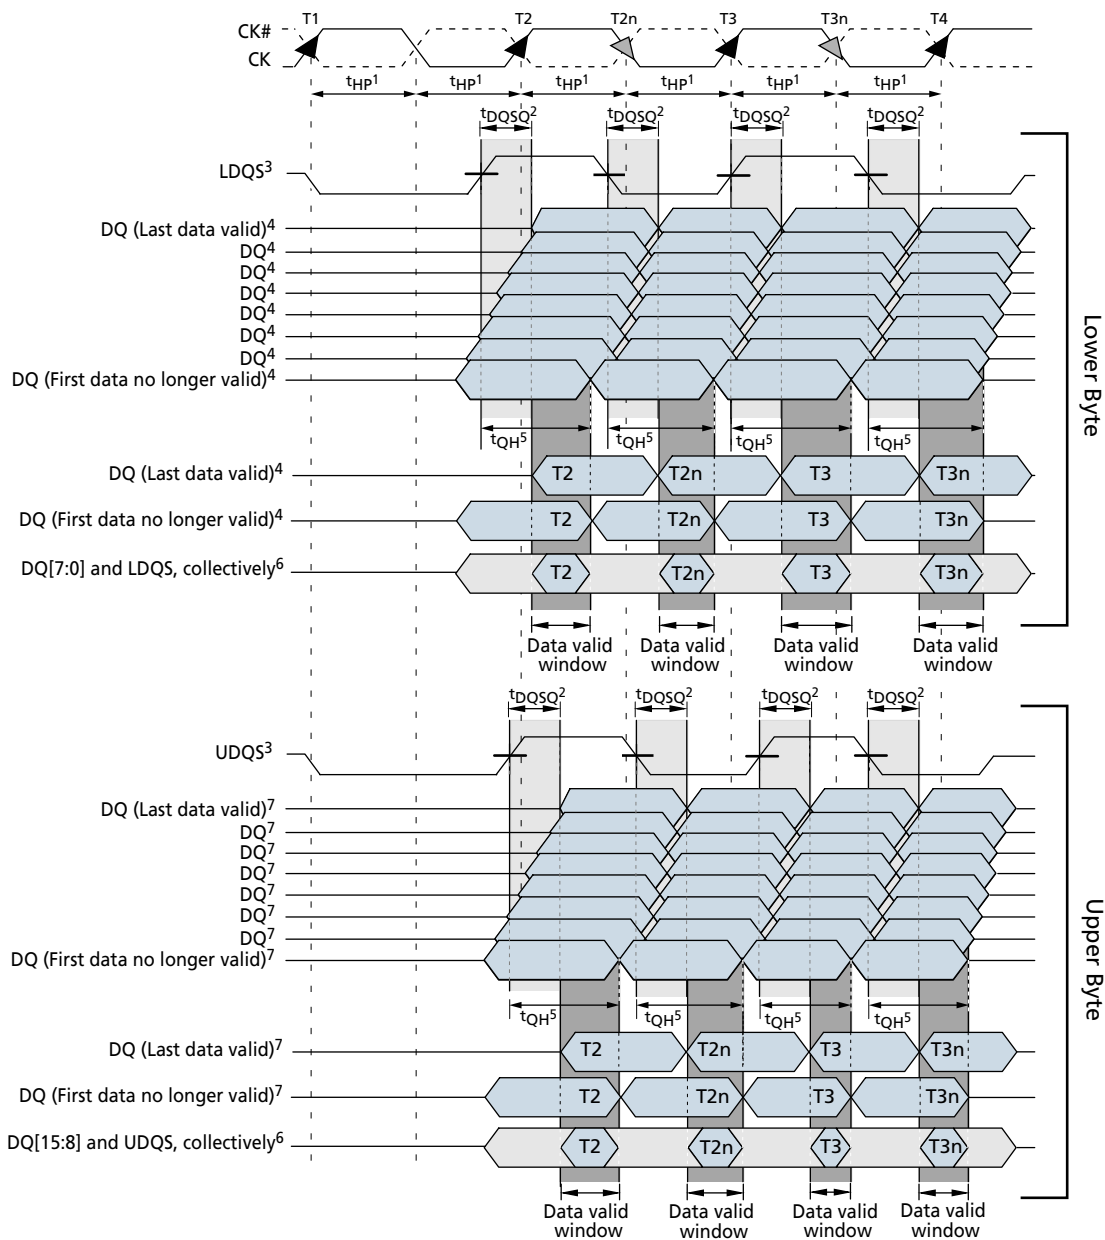 T1 T2 T2n T3 T3n T4
CK#
CK
tHP1 tHP1 tHP1 tHP1 tHP1 tHP1
tDQSQ2 tDQSQ2 tDQSQ2 tDQSQ2
LDQS3
DQ (Last data valid)4
DQ4
DQ4
DQ4
DQ4
DQ4
DQ4
DQ (First data no longer valid)4
tQH5 tQH5 tQH5 tQH5
DQ (Last data valid)4 T2 T2n T3 T3n
DQ (First data no longer valid)4 T2 T2n T3 T3n
DQ[7:0] and LDQS, collectively6 T2 T2n T3 T3n
Data valid window Data valid window Data valid window Data valid window
Lower Byte
tDQSQ2 tDQSQ2 tDQSQ2 tDQSQ2
UDQS3
DQ (Last data valid)7
DQ7
DQ7
DQ7
DQ7
DQ7
DQ7
DQ (First data no longer valid)7
tQH5 tQH5 tQH5 tQH5
DQ (Last data valid)7 T2 T2n T3 T3n
DQ (First data no longer valid)7 T2 T2n T3 T3n
DQ[15:8] and UDQS, collectively6 T2 T2n T3 T3n
Data valid window Data valid window Data valid window Data valid window
Upper Byte